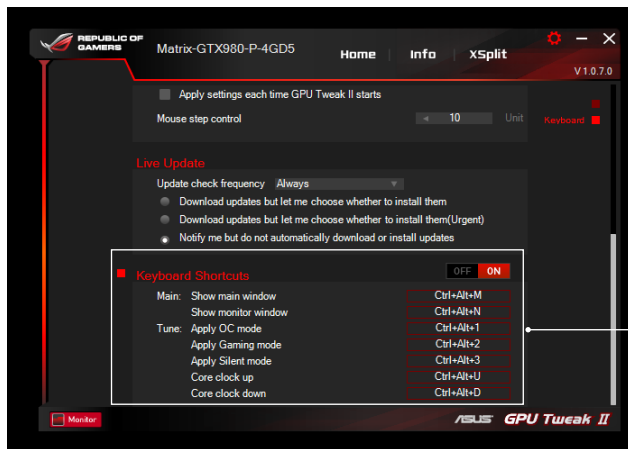 REPUBLIC OF
GAMERS
Matrix-GTX980-P-4GD5
Home
Info
XSplit
V 1.0.7.0
Apply settings each time GPU Tweak II starts
Mouse step control
10
Unit
Keyboard
Live Update
Update check frequency Always
Download updates but let me choose whether to install them
Download updates but let me choose whether to install them(Urgent)
Notify me but do not automatically download or install updates
Keyboard Shortcuts
OFF ON
Main: Show main window Ctrl+Alt+M
Show monitor window Ctrl+Alt+N
Tune: Apply OC mode Ctrl+Alt+1
Apply Gaming mode Ctrl+Alt+2
Apply Silent mode Ctrl+Alt+3
Core clock up Ctrl+Alt+U
Core clock down Ctrl+Alt+D
Monitor
ASUS GPU Tweak II